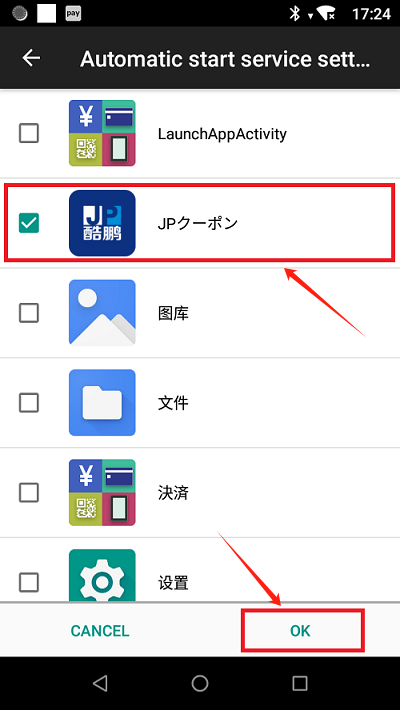 pay
17:24
Automatic start service sett...
¥
LaunchAppActivity
JP
酷鹏
JPクーポン
图库
文件
¥
決済
设置
CANCEL
OK